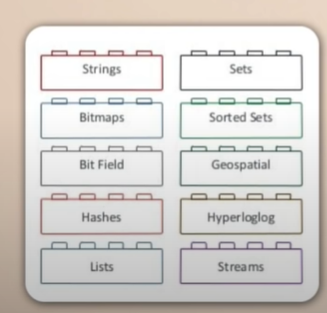 Strings
Sets
Bitmaps
Sorted Sets
Bit Field
Geospatial
Hashes
Hyperloglog
Lists
Streams